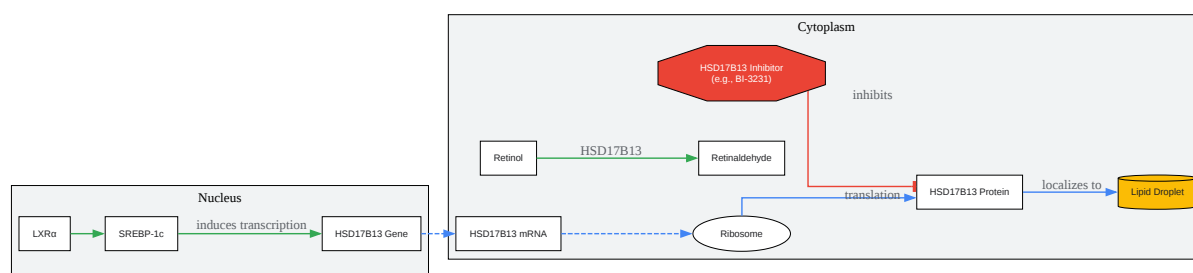 Cytoplasm
HSD17B13 Inhibitor
(e.g., BI-3231)
inhibits
Retinol
HSD17B13
Retinaldehyde
HSD17B13 Protein
localizes to
Lipid Droplet
translation
Nucleus
LXRα
SREBP-1c
induces transcription
HSD17B13 Gene
HSD17B13 mRNA
Ribosome